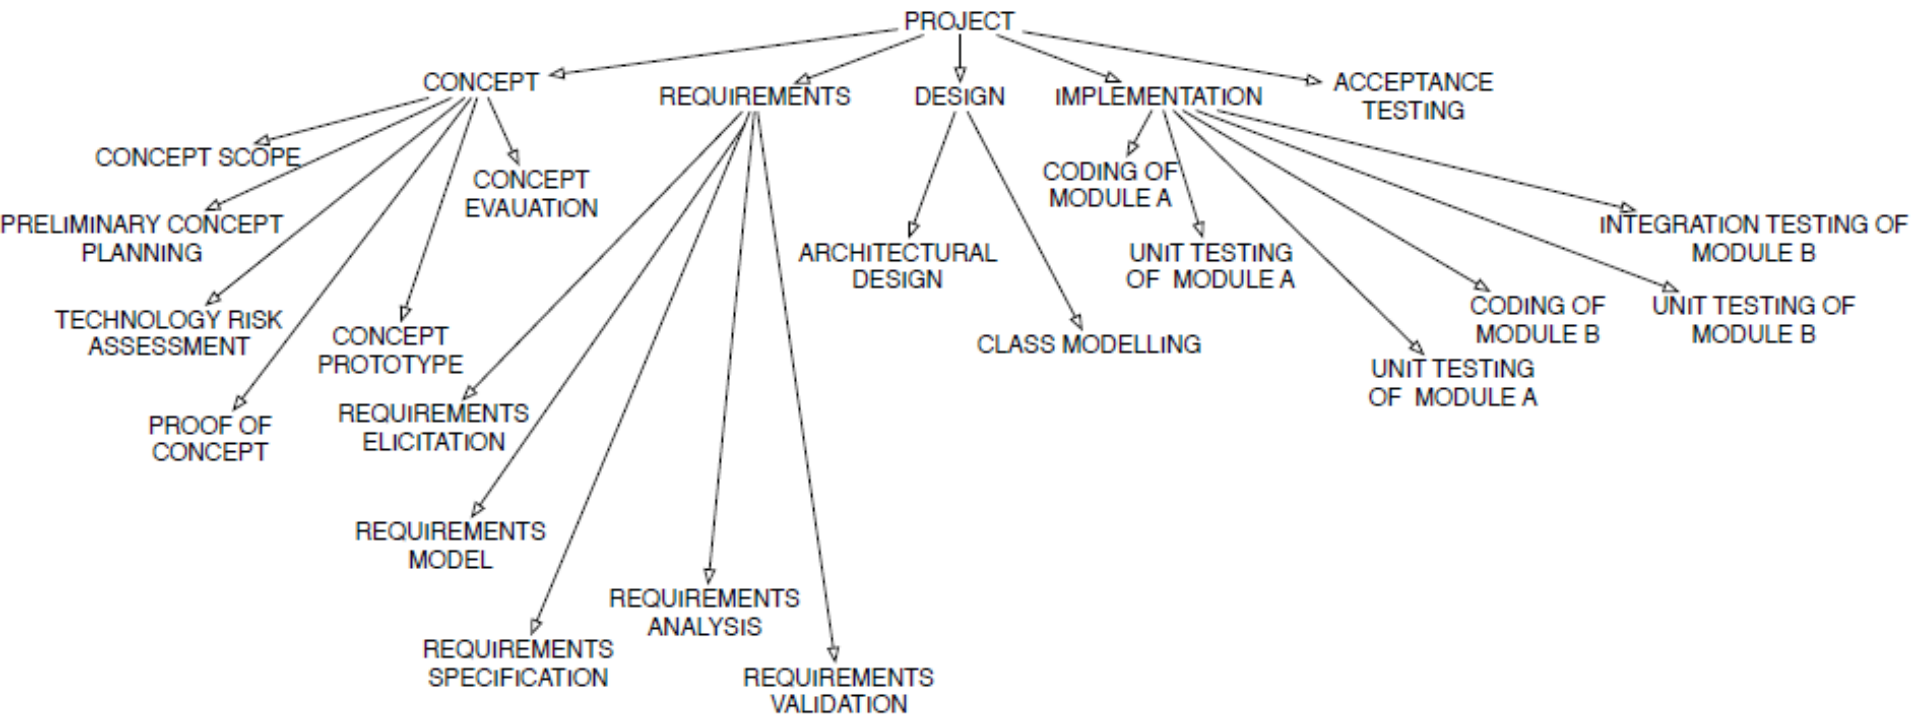 PROJECT
CONCEPT
REQUIREMENTS
DESIGN
IMPLEMENTATION
ACCEPTANCE
TESTING
CONCEPT SCOPE
PRELIMINARY CONCEPT
PLANNING
TECHNOLOGY RISK
ASSESSMENT
PROOF OF
CONCEPT
CONCEPT
PROTOTYPE
CONCEPT
EVAUATION
REQUIREMENTS
ELICITATION
REQUIREMENTS
MODEL
REQUIREMENTS
SPECIFICATION
REQUIREMENTS
ANALYSIS
REQUIREMENTS
VALIDATION
ARCHITECTURAL
DESIGN
CLASS MODELLING
CODING OF
MODULE A
UNIT TESTING
OF MODULE A
UNIT TESTING
OF MODULE A
CODING OF
MODULE B
UNIT TESTING OF
MODULE B
INTEGRATION TESTING OF
MODULE B